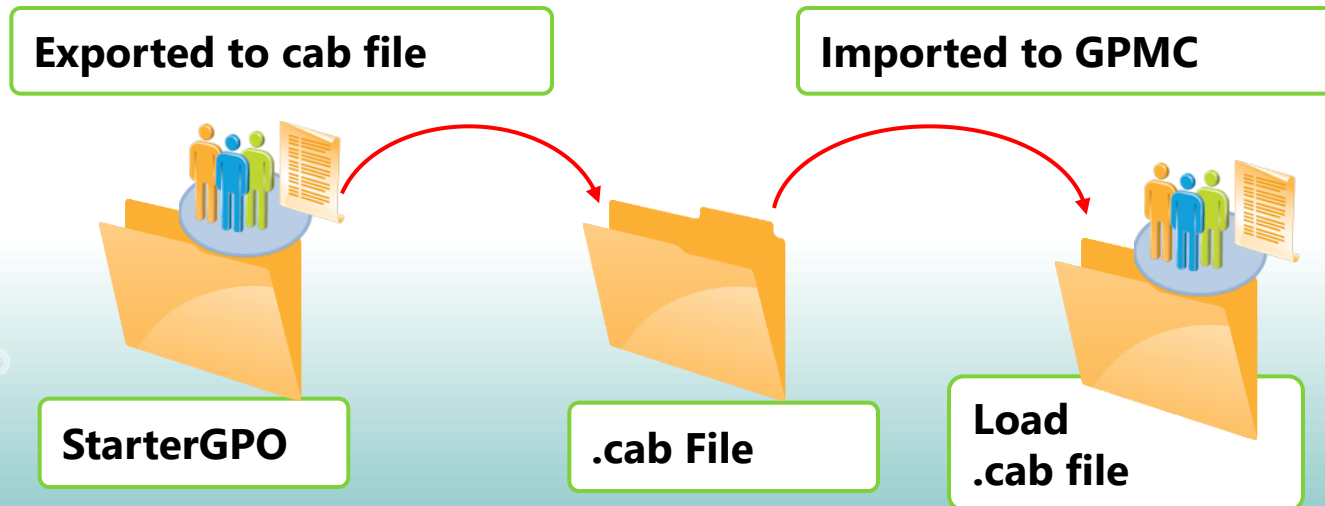 Exported to cab file
Imported to GPMC
StarterGPO
.cab File
Load
.cab file